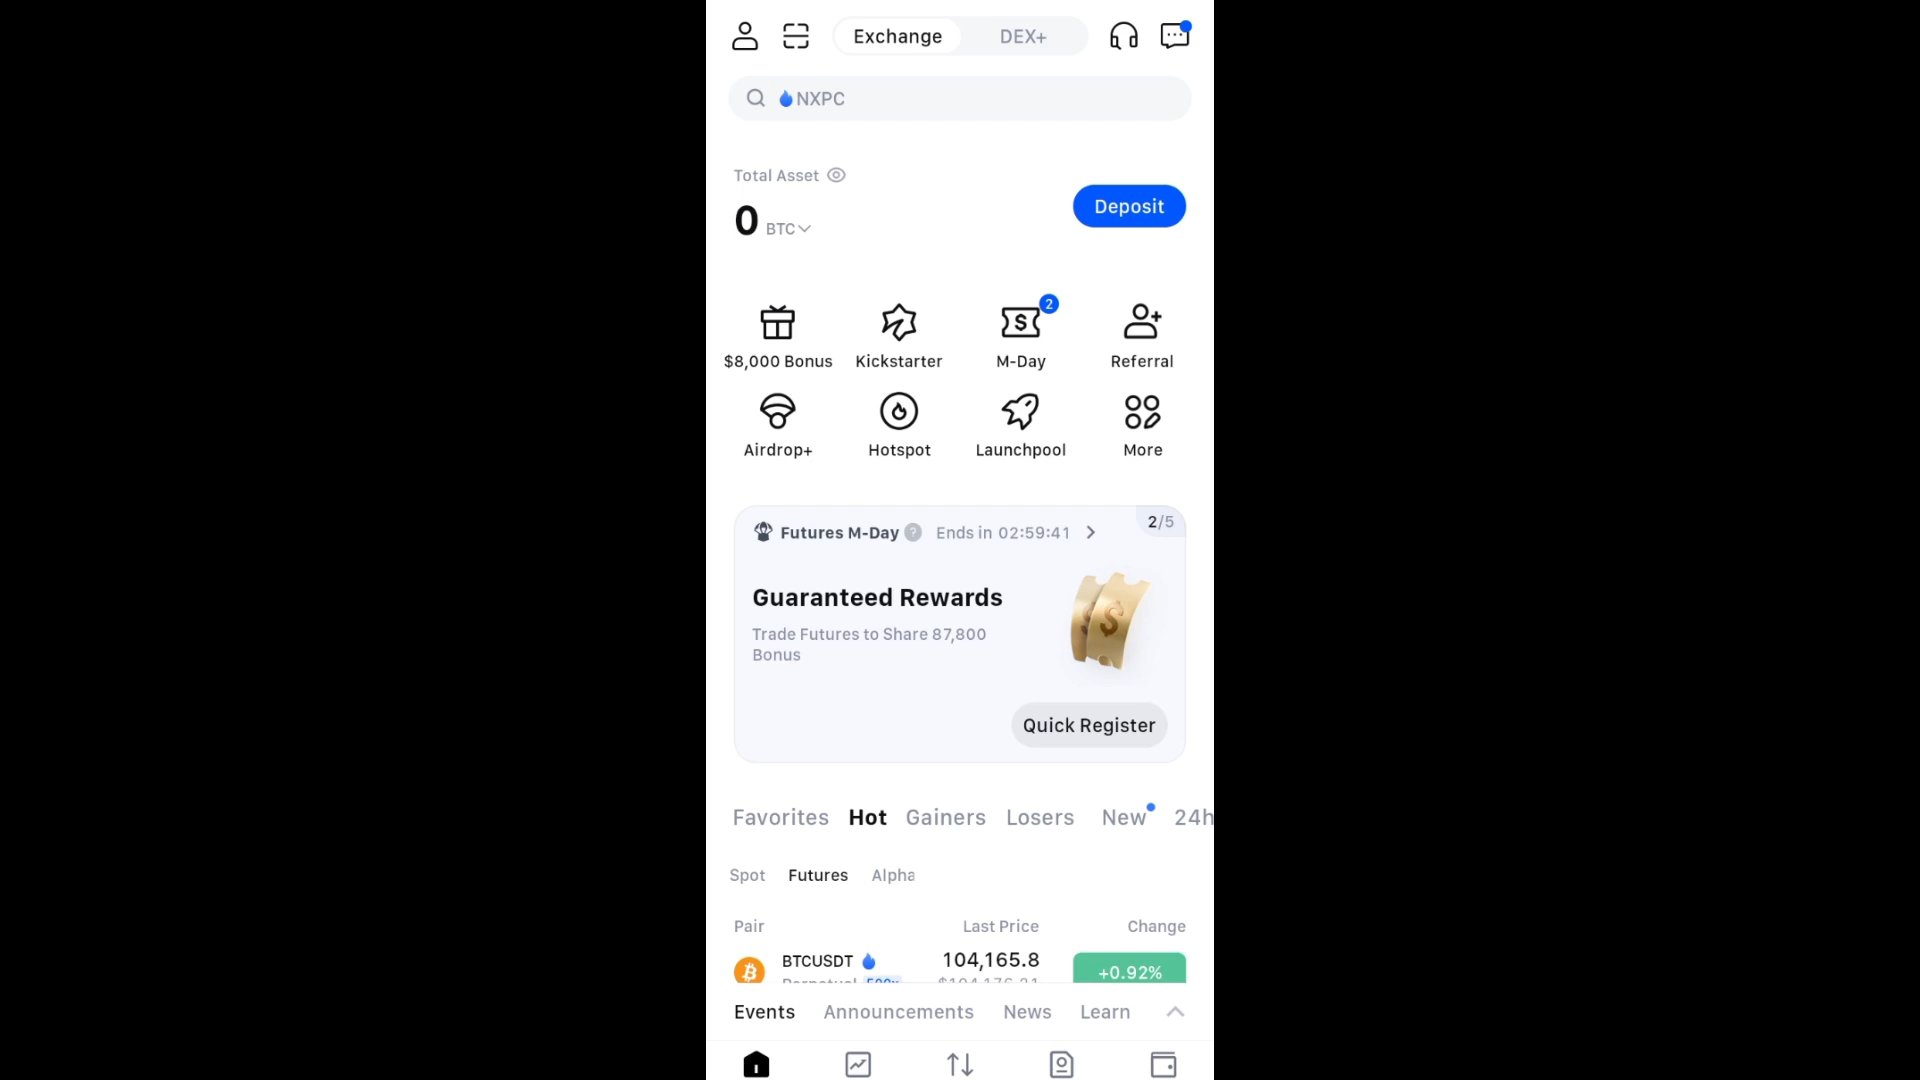 Exchange DEX+
NXPC
Total Asset
0 BTC
Deposit
2
$8,000 Bonus Kickstarter M-Day Referral
Airdrop+ Hotspot Launchpool More
Futures M-Day ? Ends in 02:59:41 2/5
Guaranteed Rewards
Trade Futures to Share 87,800
Bonus
Quick Register
Favorites Hot Gainers Losers New 24h
Spot Futures Alpha
Pair Last Price Change
BTCUSDT 104,165.8 +0.92%
Perpetual 500x $104,176.21
Events Announcements News Learn